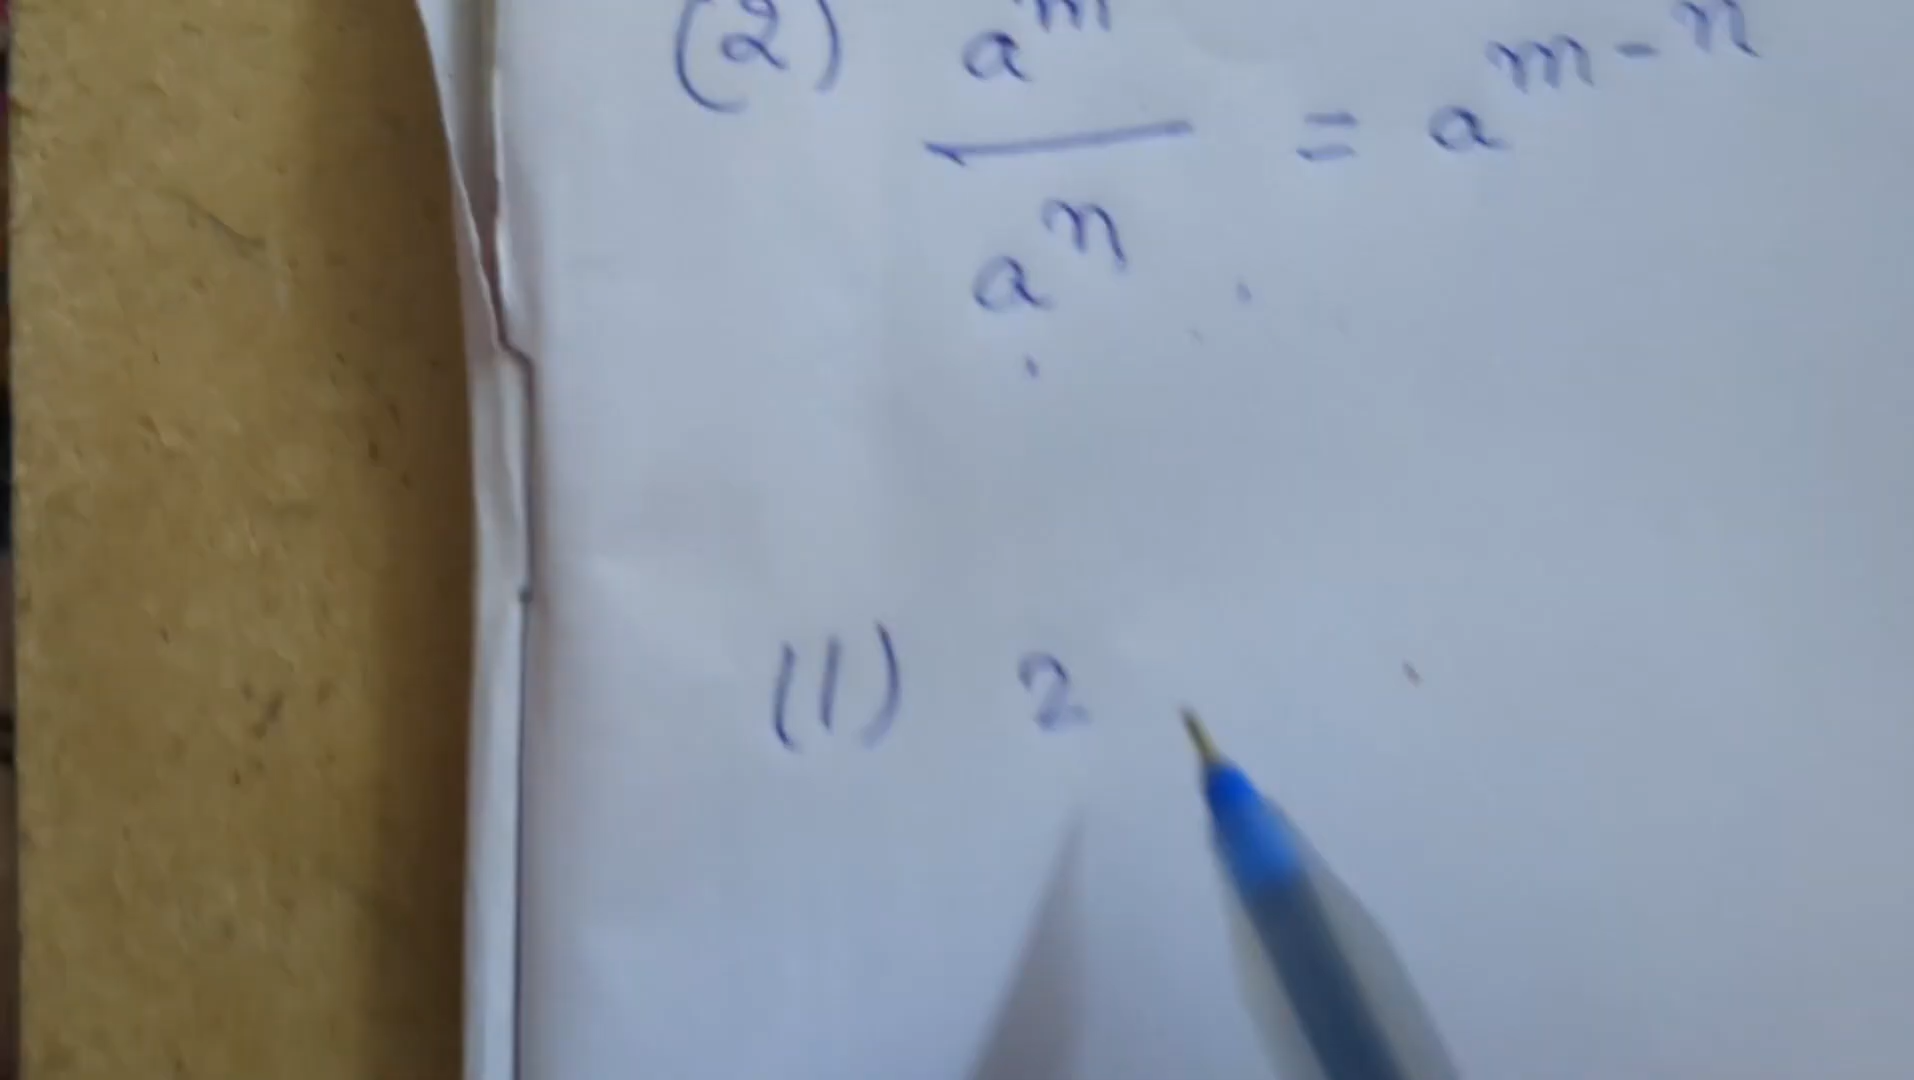 (2) a^m / a^n = a^(m-n)
(1) 2